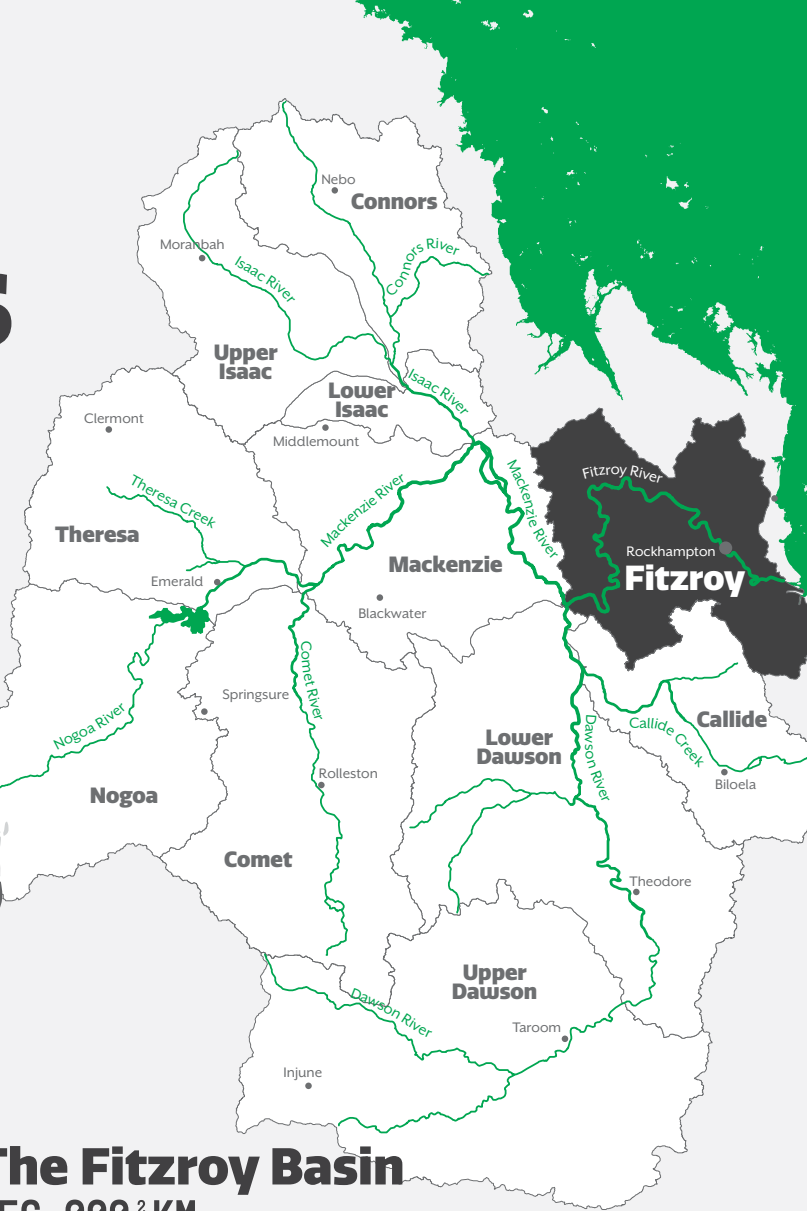 Nebo
Connors
Moranbah
Connors River
Isaac River
Upper
Isaac
Lower
Isaac
Isaac River
Clermont
Middlemount
Fitzroy River
Theresa Creek
Mackenzie River
Mackenzie River
Theresa
Mackenzie
Rockhampton
Fitzroy
Emerald
Blackwater
Comet River
Springsure
Nogoa River
Callide
Callide Creek
Lower
Dawson
Dawson River
Rolleston
Biloela
Nogoa
Comet
Theodore
Upper
Dawson
Dawson River
Taroom
Injune
The Fitzroy Basin